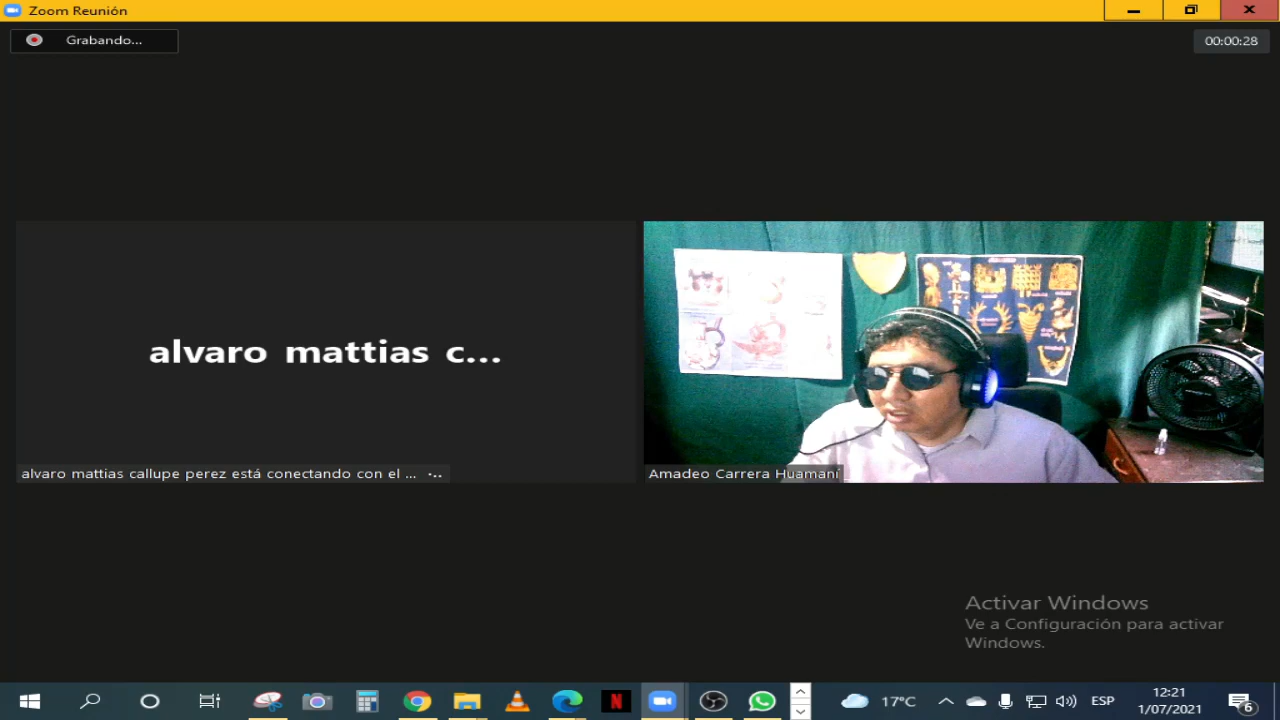 Zoom Reunión
Grabando...
00:00:28
alvaro mattias c...
alvaro mattias callupe perez está conectando con el ...
Amadeo Carrera Huamani
Activar Windows
Ve a Configuración para activar
Windows.
17°C
ESP
12:21
1/07/2021
6